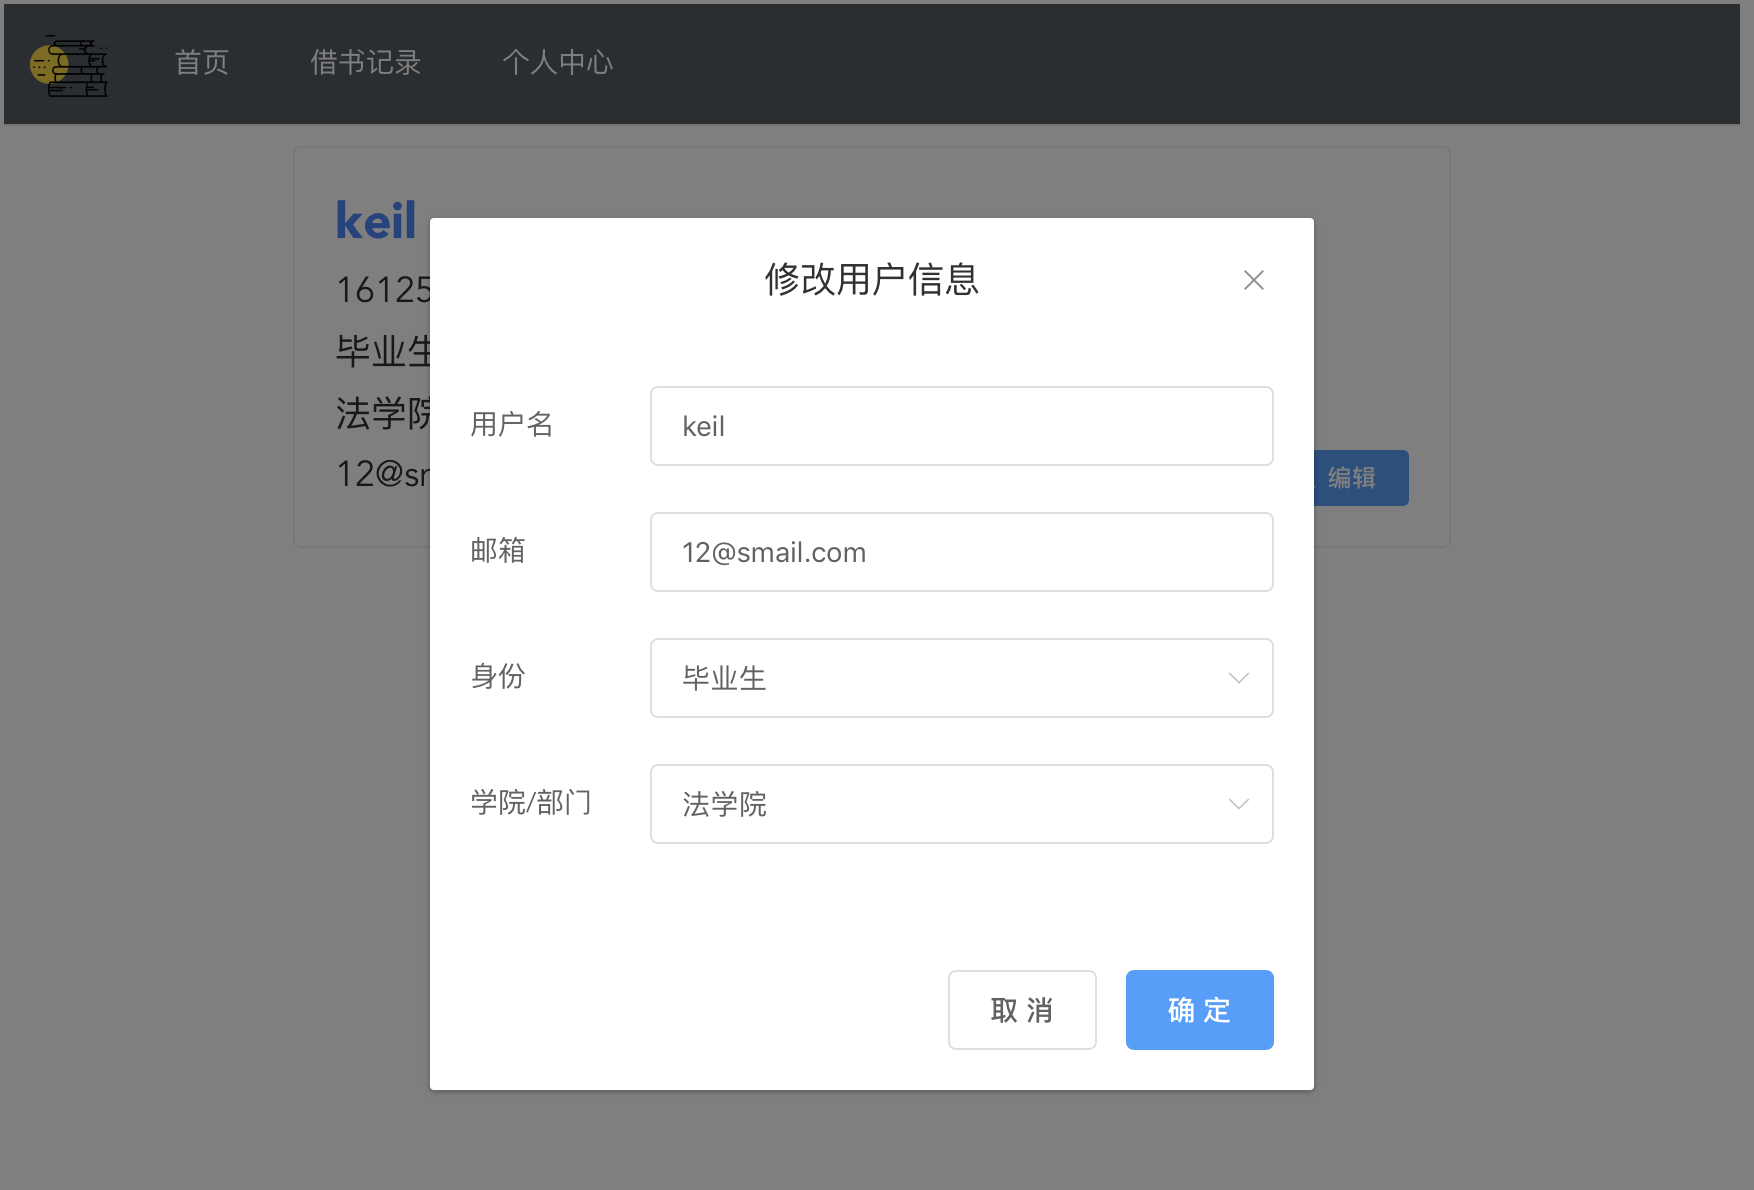 首页 借书记录 个人中心
keil
16125
毕业生
法学院
12@sm
编辑
修改用户信息
用户名 keil
邮箱 12@smail.com
身份 毕业生
学院/部门 法学院
取 消 确 定